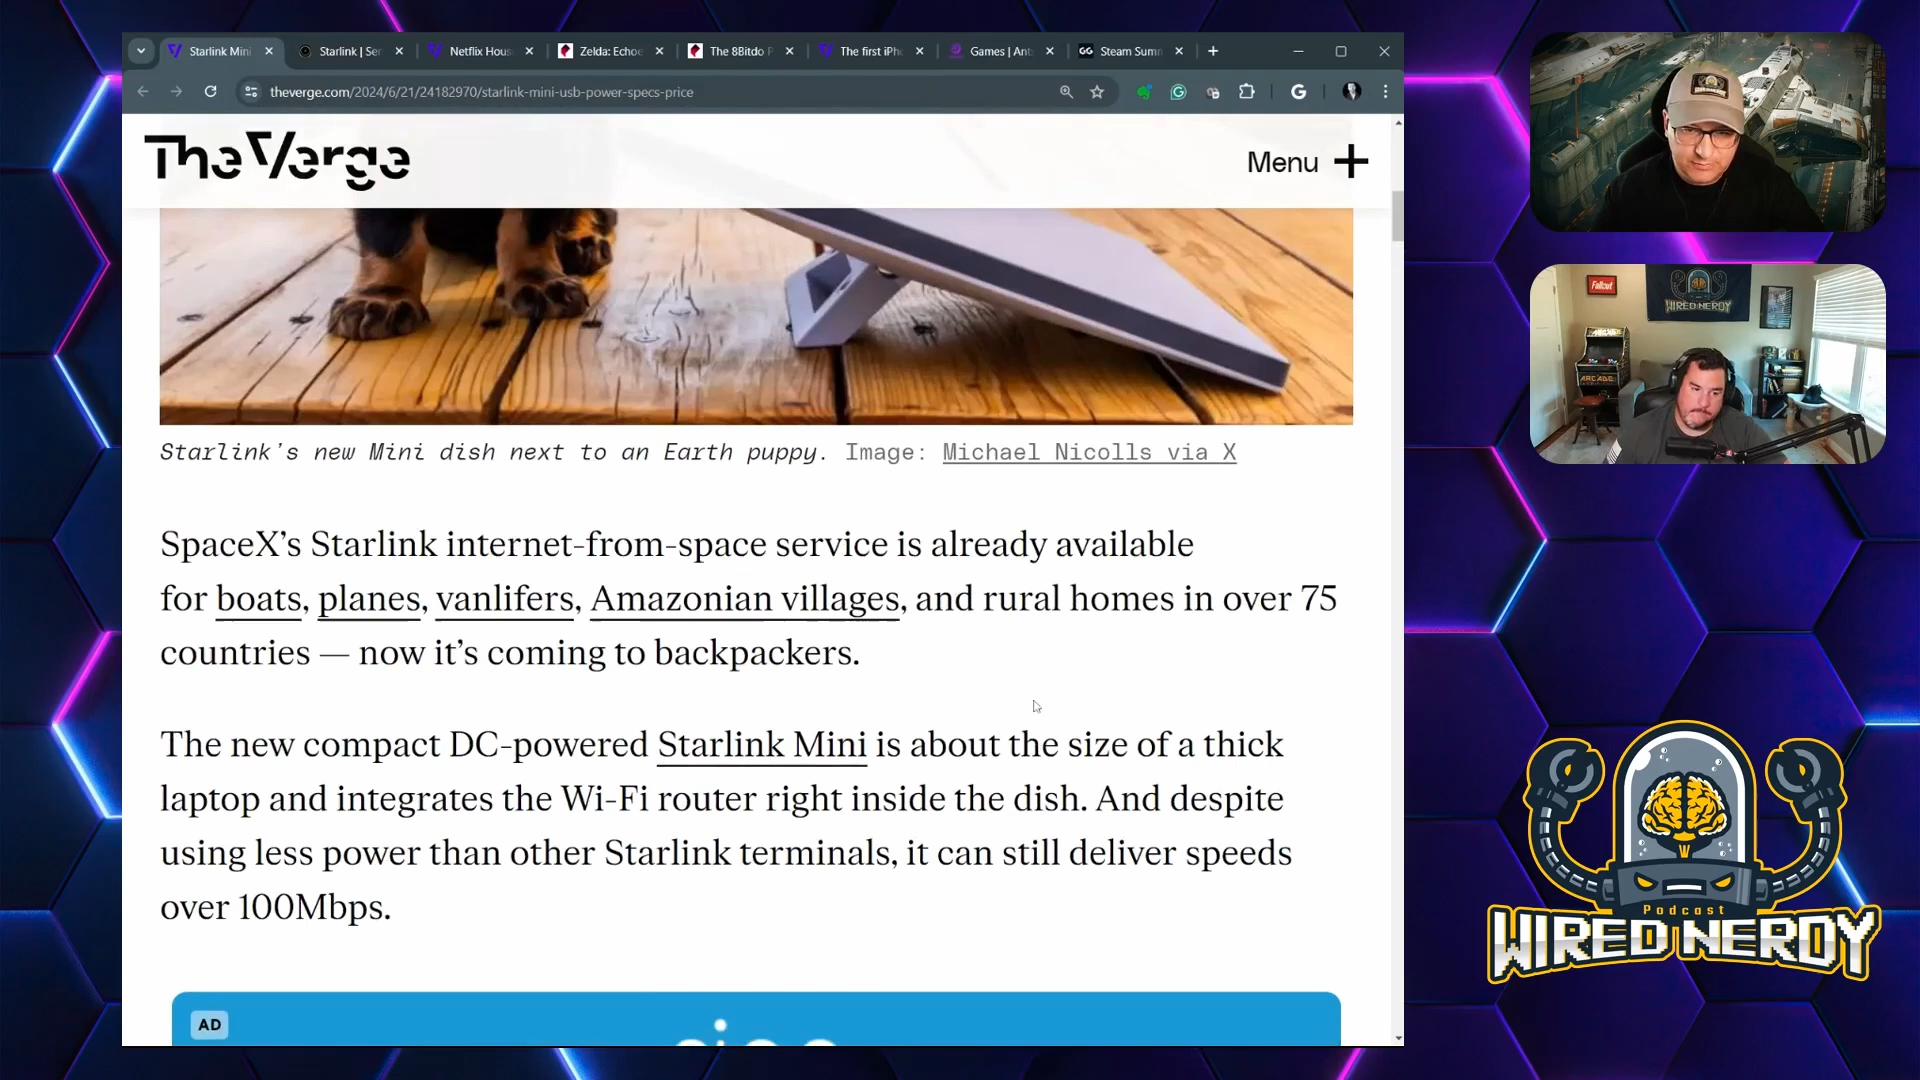 Starlink Mini
Starlink | Ser
Netflix Hous
Zelda: Echoe
The 8Bitdo P
The first iPh
Games | Ant
Steam Sum
theverge.com/2024/6/21/24182970/starlink-mini-usb-power-specs-price
The Verge
Menu
Starlink's new Mini dish next to an Earth puppy. Image: Michael Nicolls via X
SpaceX's Starlink internet-from-space service is already available
for boats, planes, vanlifers, Amazonian villages, and rural homes in over 75
countries — now it's coming to backpackers.
The new compact DC-powered Starlink Mini is about the size of a thick
laptop and integrates the Wi-Fi router right inside the dish. And despite
using less power than other Starlink terminals, it can still deliver speeds
over 100Mbps.
AD
Fallout
WIRED NERDY
ARCADE
Podcast
WIRED NERDY